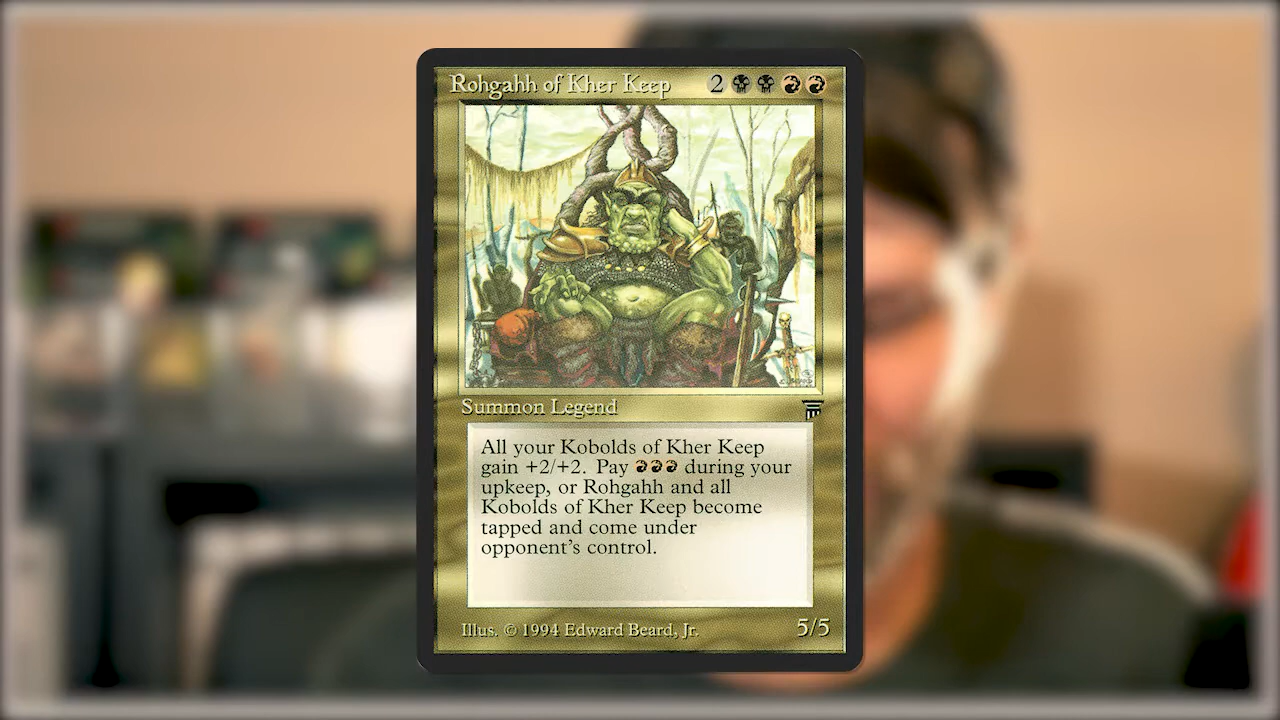 Rohgahh of Kher Keep 2
Summon Legend
All your Kobolds of Kher Keep
gain +2/+2. Pay during your
upkeep, or Rohgahh and all
Kobolds of Kher Keep become
tapped and come under
opponent's control.
Illus. © 1994 Edward Beard, Jr. 5/5